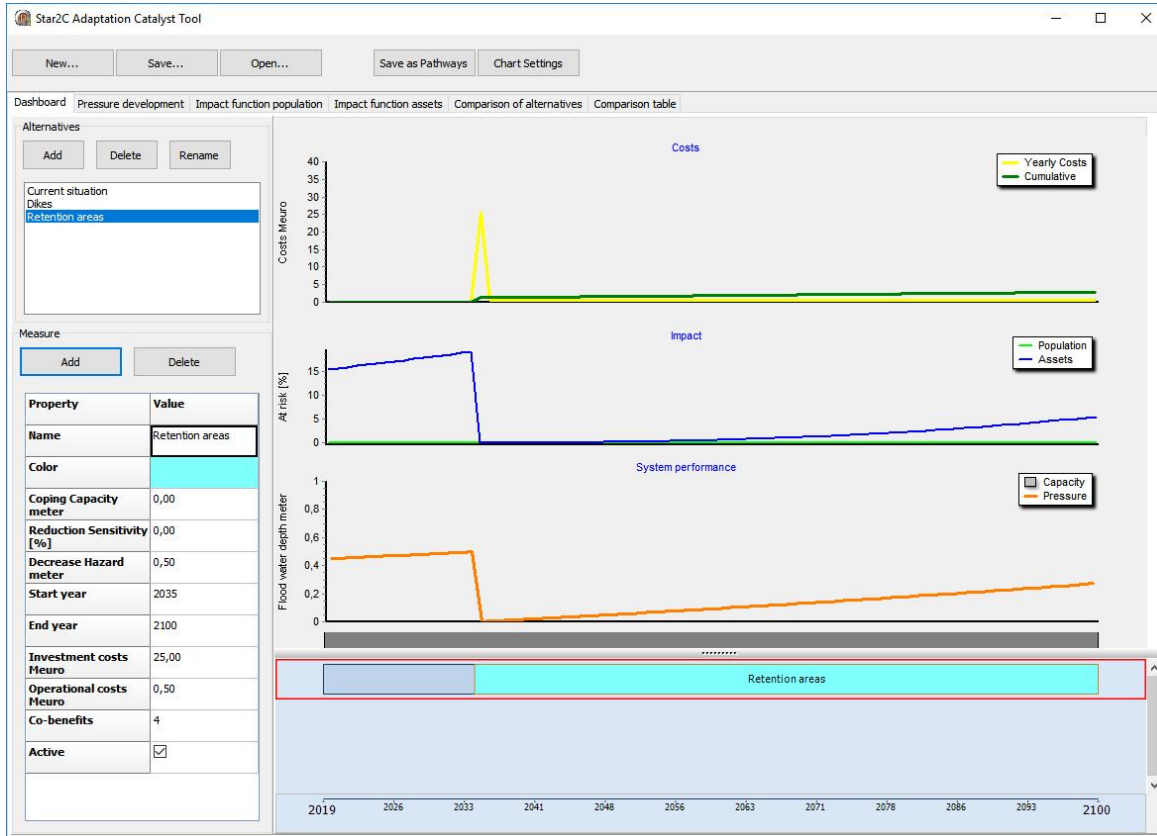 Star2C Adaptation Catalyst Tool
New... Save... Open... Save as Pathways Chart Settings
Dashboard Pressure development Impact function population Impact function assets Comparison of alternatives Comparison table
Alternatives
Add Delete Rename
Current situation
Dikes
Retention areas
Measure
Add Delete
Property Value
Name Retention areas
Color
Coping Capacity
meter 0,00
Reduction Sensitivity
[%] 0,00
Decrease Hazard
meter 0,50
Start year 2035
End year 2100
Investment costs
Meuro 25,00
Operational costs
Meuro 0,50
Co-benefits 4
Active
Costs
Yearly Costs
Cumulative
Costs Meuro
40
35
30
25
20
15
10
5
0
Impact
Population
Assets
At risk [%]
15
10
5
0
System performance
Capacity
Pressure
Flood water depth meter
1
0,8
0,6
0,4
0,2
0
Retention areas
2019 2026 2033 2041 2048 2056 2063 2071 2078 2086 2093 2100